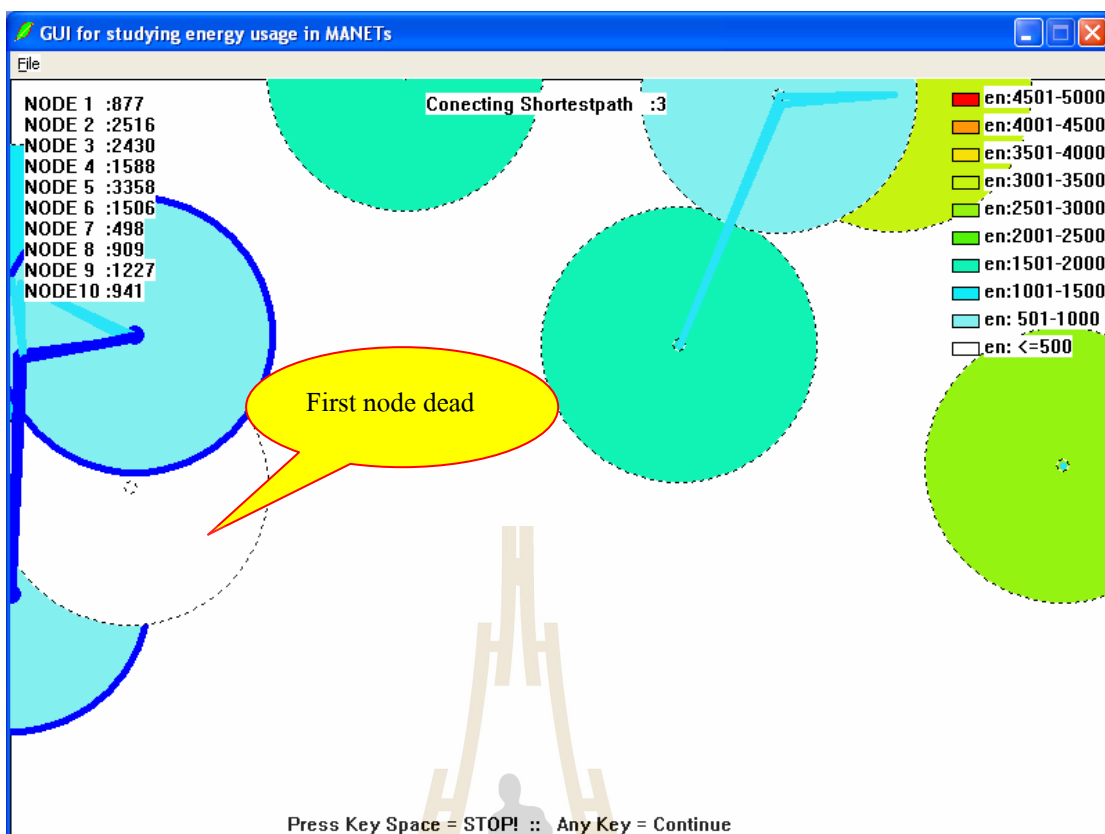 GUI for studying energy usage in MANETs
File
NODE 1 :877
NODE 2 :2516
NODE 3 :2430
NODE 4 :1588
NODE 5 :3358
NODE 6 :1506
NODE 7 :498
NODE 8 :909
NODE 9 :1227
NODE10 :941
Conecting Shortestpath :3
en:4501-5000
en:4001-4500
en:3501-4000
en:3001-3500
en:2501-3000
en:2001-2500
en:1501-2000
en:1001-1500
en: 501-1000
en: <=500
First node dead
Press Key Space = STOP! :: Any Key = Continue